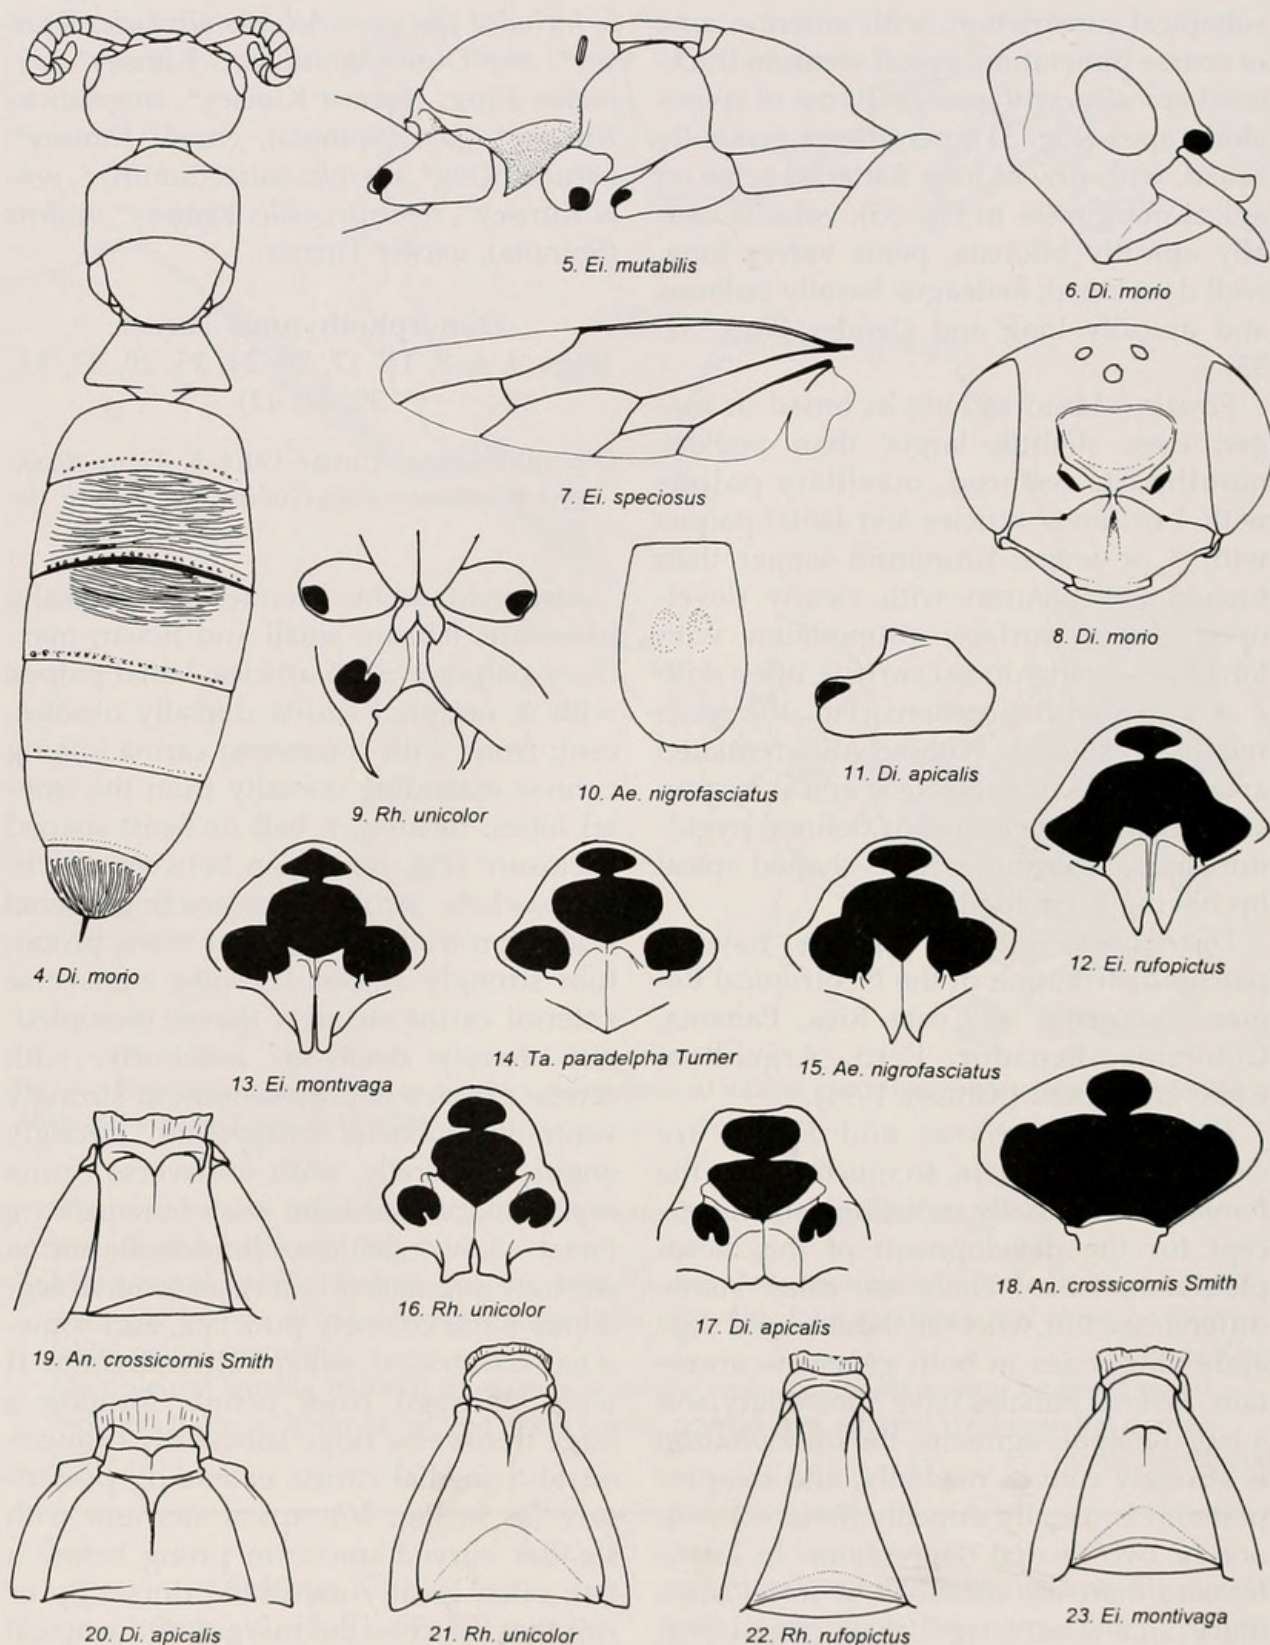 5. Ei. mutabilis
6. Di. morio
7. Ei. speciosus
8. Di. morio
9. Rh. unicolor
10. Ae. nigrofasciatus
11. Di. apicalis
4. Di. morio
12. Ei. rufopictus
13. Ei. montivaga
14. Ta. paradelpha Turner
15. Ae. nigrofasciatus
16. Rh. unicolor
17. Di. apicalis
18. An. crossicornis Smith
19. An. crossicornis Smith
20. Di. apicalis
21. Rh. unicolor
22. Rh. rufopictus
23. Ei. montivaga